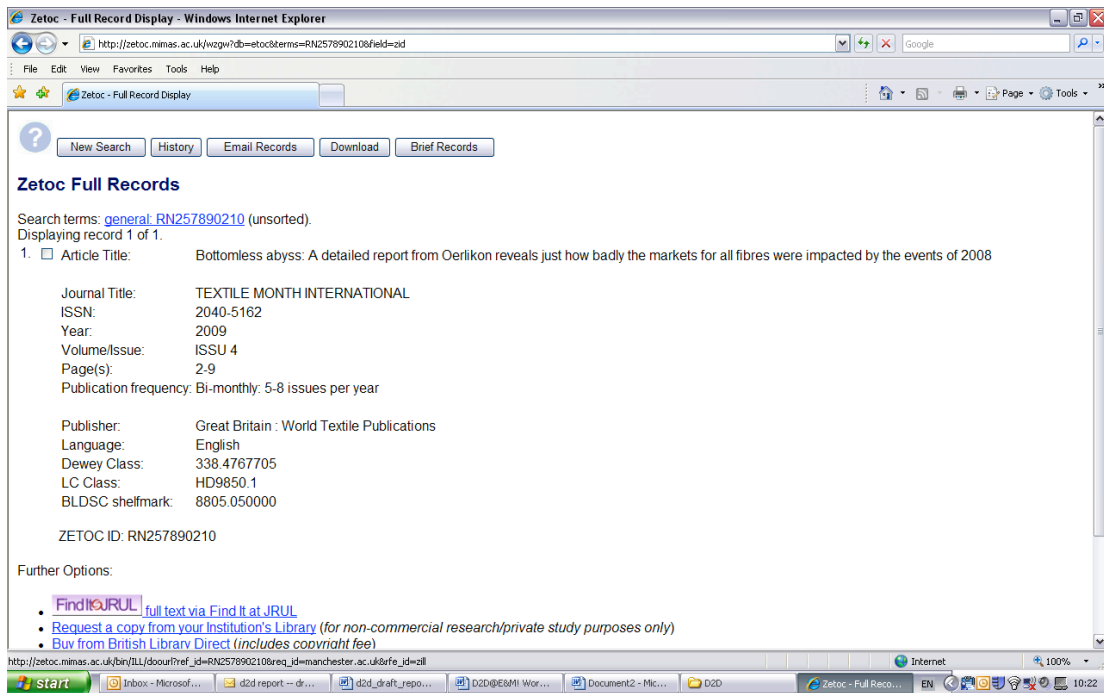 Zetoc - Full Record Display - Windows Internet Explorer
http://zetoc.mimas.ac.uk/wzgw?db=etoc&terms=RN257890210&field=zid
Google
File Edit View Favorites Tools Help
Zetoc - Full Record Display
Page Tools
New Search History Email Records Download Brief Records
Zetoc Full Records
Search terms: general: RN257890210 (unsorted).
Displaying record 1 of 1.
1. Article Title: Bottomless abyss: A detailed report from Oerlikon reveals just how badly the markets for all fibres were impacted by the events of 2008
Journal Title: TEXTILE MONTH INTERNATIONAL
ISSN: 2040-5162
Year: 2009
Volume/Issue: ISSU 4
Page(s): 2-9
Publication frequency: Bi-monthly: 5-8 issues per year
Publisher: Great Britain : World Textile Publications
Language: English
Dewey Class: 338.4767705
LC Class: HD9850.1
BLDSC shelfmark: 8805.050000
ZETOC ID: RN257890210
Further Options:
• Find It@JRUL full text via Find It at JRUL
• Request a copy from your Institution's Library (for non-commercial research/private study purposes only)
• Buy from British Library Direct (includes copyright fee)
http://zetoc.mimas.ac.uk/bin/ILL/doourl?ref_id=RN257890210&req_id=manchester.ac.uk&rfe_id=zill Internet 100%
start Inbox - Microsof... d2d report -- dr... d2d_draft_repo... D2D@E&M! Wor... Document2 - Mic... D2D Zetoc - Full Reco... EN 10:22